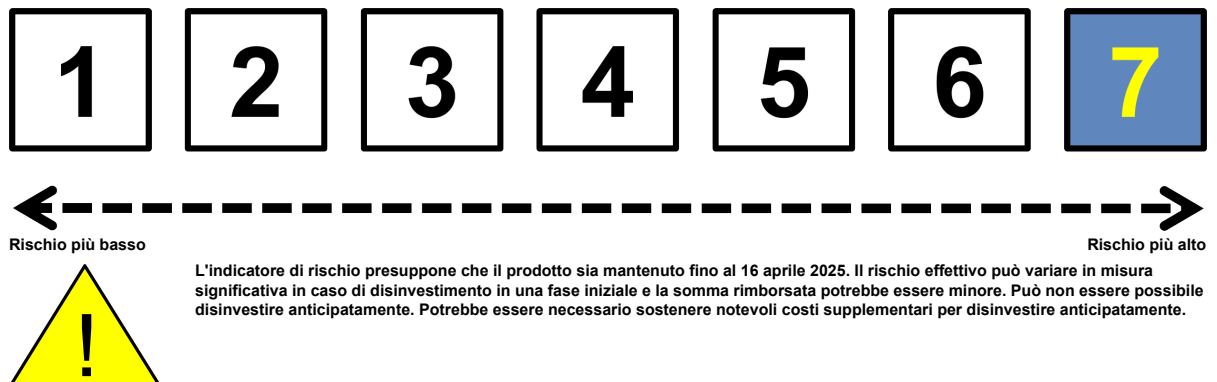 1 2 3 4 5 6 7
Rischio più basso Rischio più alto
L'indicatore di rischio presuppone che il prodotto sia mantenuto fino al 16 aprile 2025. Il rischio effettivo può variare in misura
significativa in caso di disinvestimento in una fase iniziale e la somma rimborsata potrebbe essere minore. Può non essere possibile
disinvestire anticipatamente. Potrebbe essere necessario sostenere notevoli costi supplementari per disinvestire anticipatamente.
!